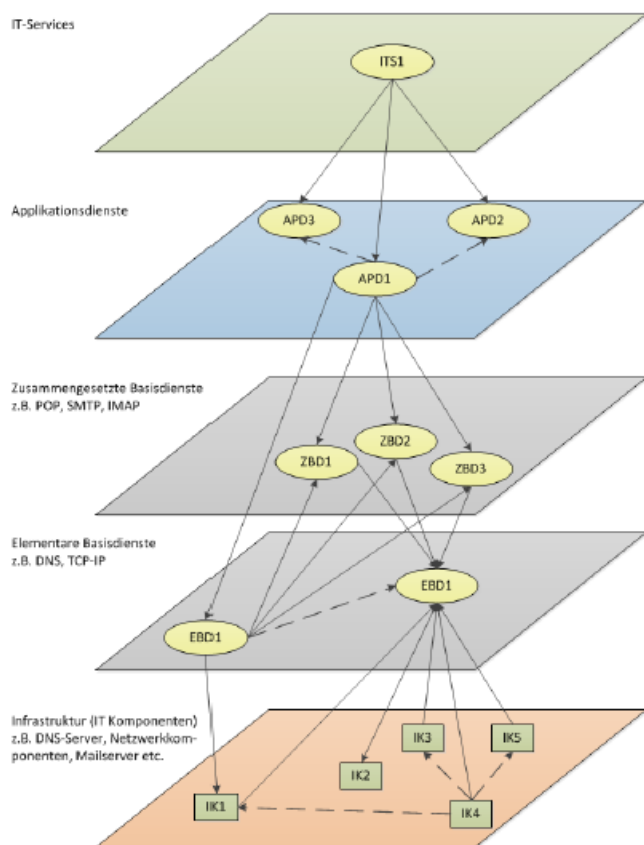 IT-Services
ITS1
Applikationsdienste
APD3
APD2
APD1
Zusammengesetzte Basisdienste
z.B. POP, SMTP, IMAP
ZBD2
ZBD1
ZBD3
Elementare Basisdienste
z.B. DNS, TCP-IP
EBD1
EBD1
Infrastruktur (IT Komponenten)
z.B. DNS-Server, Netzwerkkom-
ponenten, Mailserver etc.
IK3
IK5
IK2
IK1
IK4